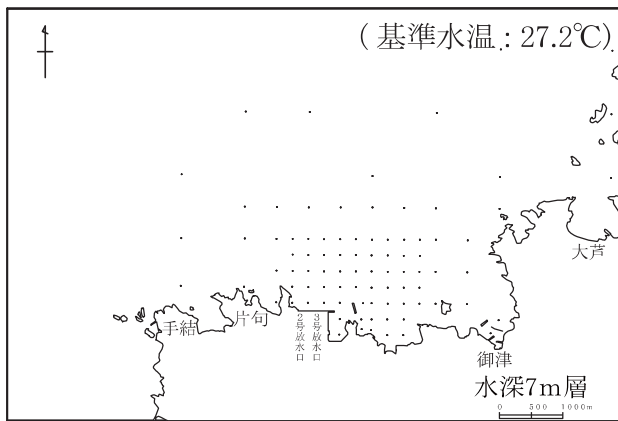 (基準水温：27.2℃)
大芦
手結
片句
2号放水口
3号放水口
御津
水深7m層
0 500 1000m